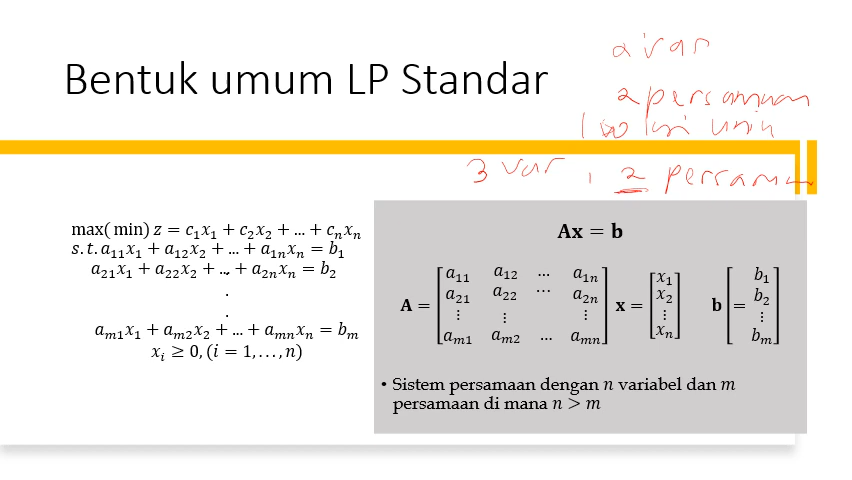 Bentuk umum LP Standar
2 var
2 persamaan
1 solusi unik
3 var , 2 persamaan
max(min) z = c₁x₁ + c₂x₂ + … + cₙxₙ
s.t. a₁₁x₁ + a₁₂x₂ + … + a₁ₙxₙ = b₁
a₂₁x₁ + a₂₂x₂ + … + a₂ₙxₙ = b₂
.
.
aₘ₁x₁ + aₘ₂x₂ + … + aₘₙxₙ = bₘ
xᵢ ≥ 0, (i = 1, …, n)
Ax = b
A = [a₁₁ a₁₂ … a₁ₙ
a₂₁ a₂₂ ⋯ a₂ₙ
⋮ ⋮ ⋮
aₘ₁ aₘ₂ … aₘₙ]
x = [x₁
x₂
⋮
xₙ]
b = [b₁
b₂
⋮
bₘ]
• Sistem persamaan dengan n variabel dan m
persamaan di mana n > m